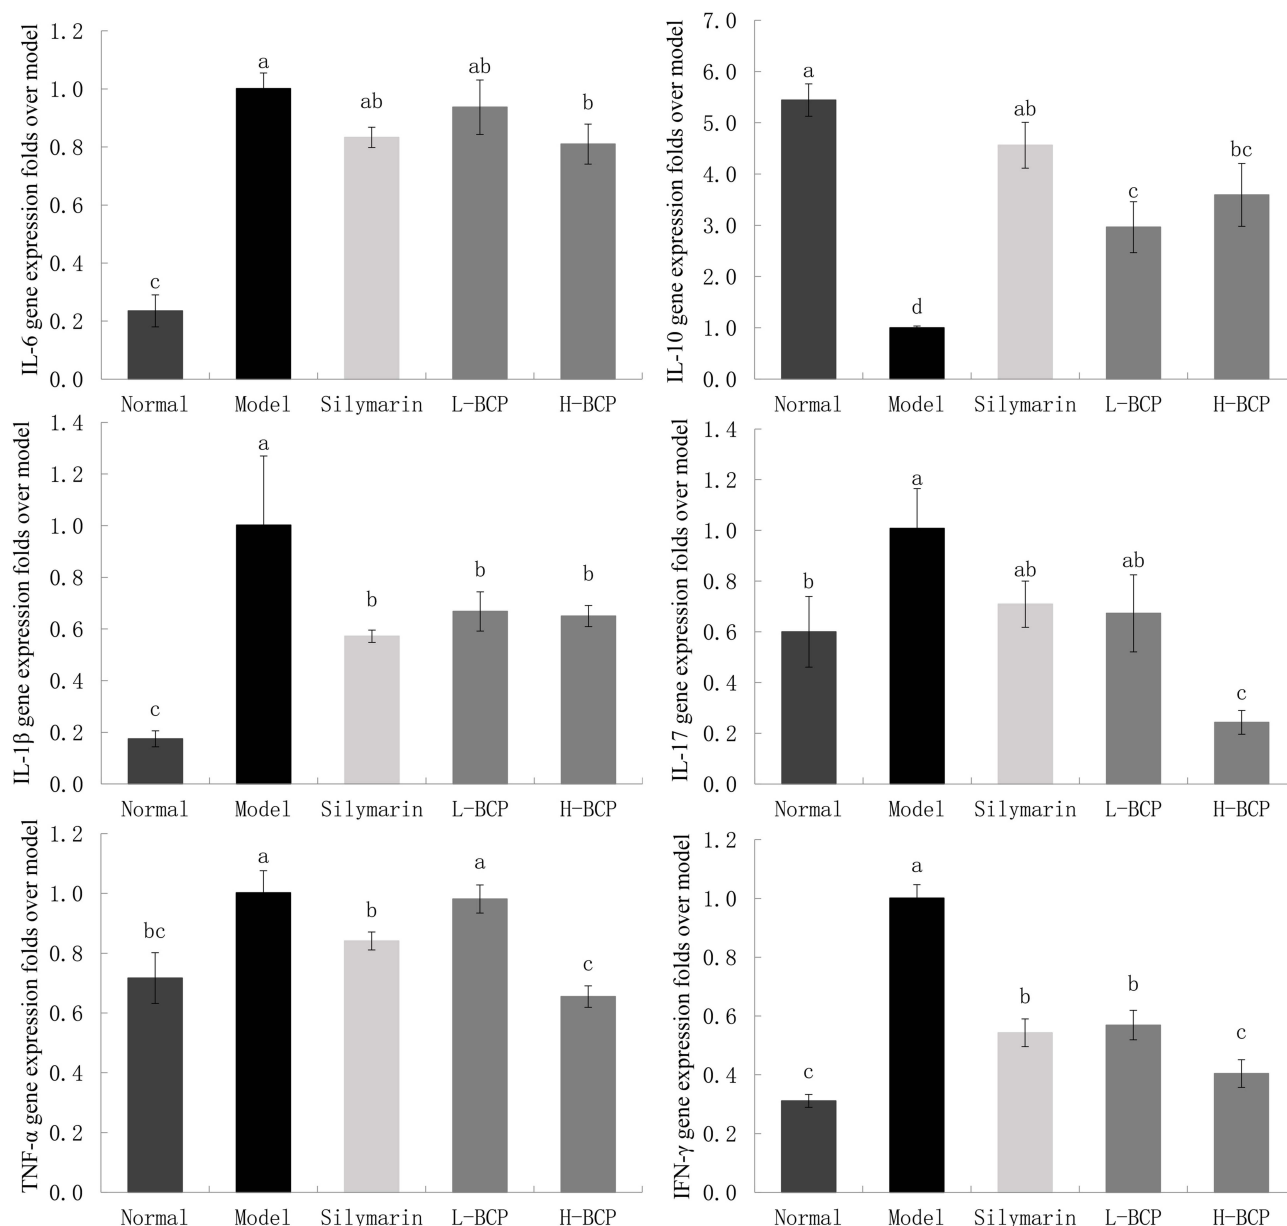 IL-6 gene expression folds over model
1.2
1.0
0.8
0.6
0.4
0.2
0.0
c
a
ab
ab
b
Normal Model Silymarin L-BCP H-BCP
IL-10 gene expression folds over model
7.0
6.0
5.0
4.0
3.0
2.0
1.0
0.0
a
d
ab
c
bc
Normal Model Silymarin L-BCP H-BCP
IL-1β gene expression folds over model
1.4
1.2
1.0
0.8
0.6
0.4
0.2
0.0
c
a
b
b
b
Normal Model Silymarin L-BCP H-BCP
IL-17 gene expression folds over model
1.4
1.2
1.0
0.8
0.6
0.4
0.2
0.0
b
a
ab
ab
c
Normal Model Silymarin L-BCP H-BCP
TNF-α gene expression folds over model
1.2
1.0
0.8
0.6
0.4
0.2
0.0
bc
a
b
a
c
Normal Model Silymarin L-BCP H-BCP
IFN-γ gene expression folds over model
1.2
1.0
0.8
0.6
0.4
0.2
0.0
c
a
b
b
c
Normal Model Silymarin L-BCP H-BCP